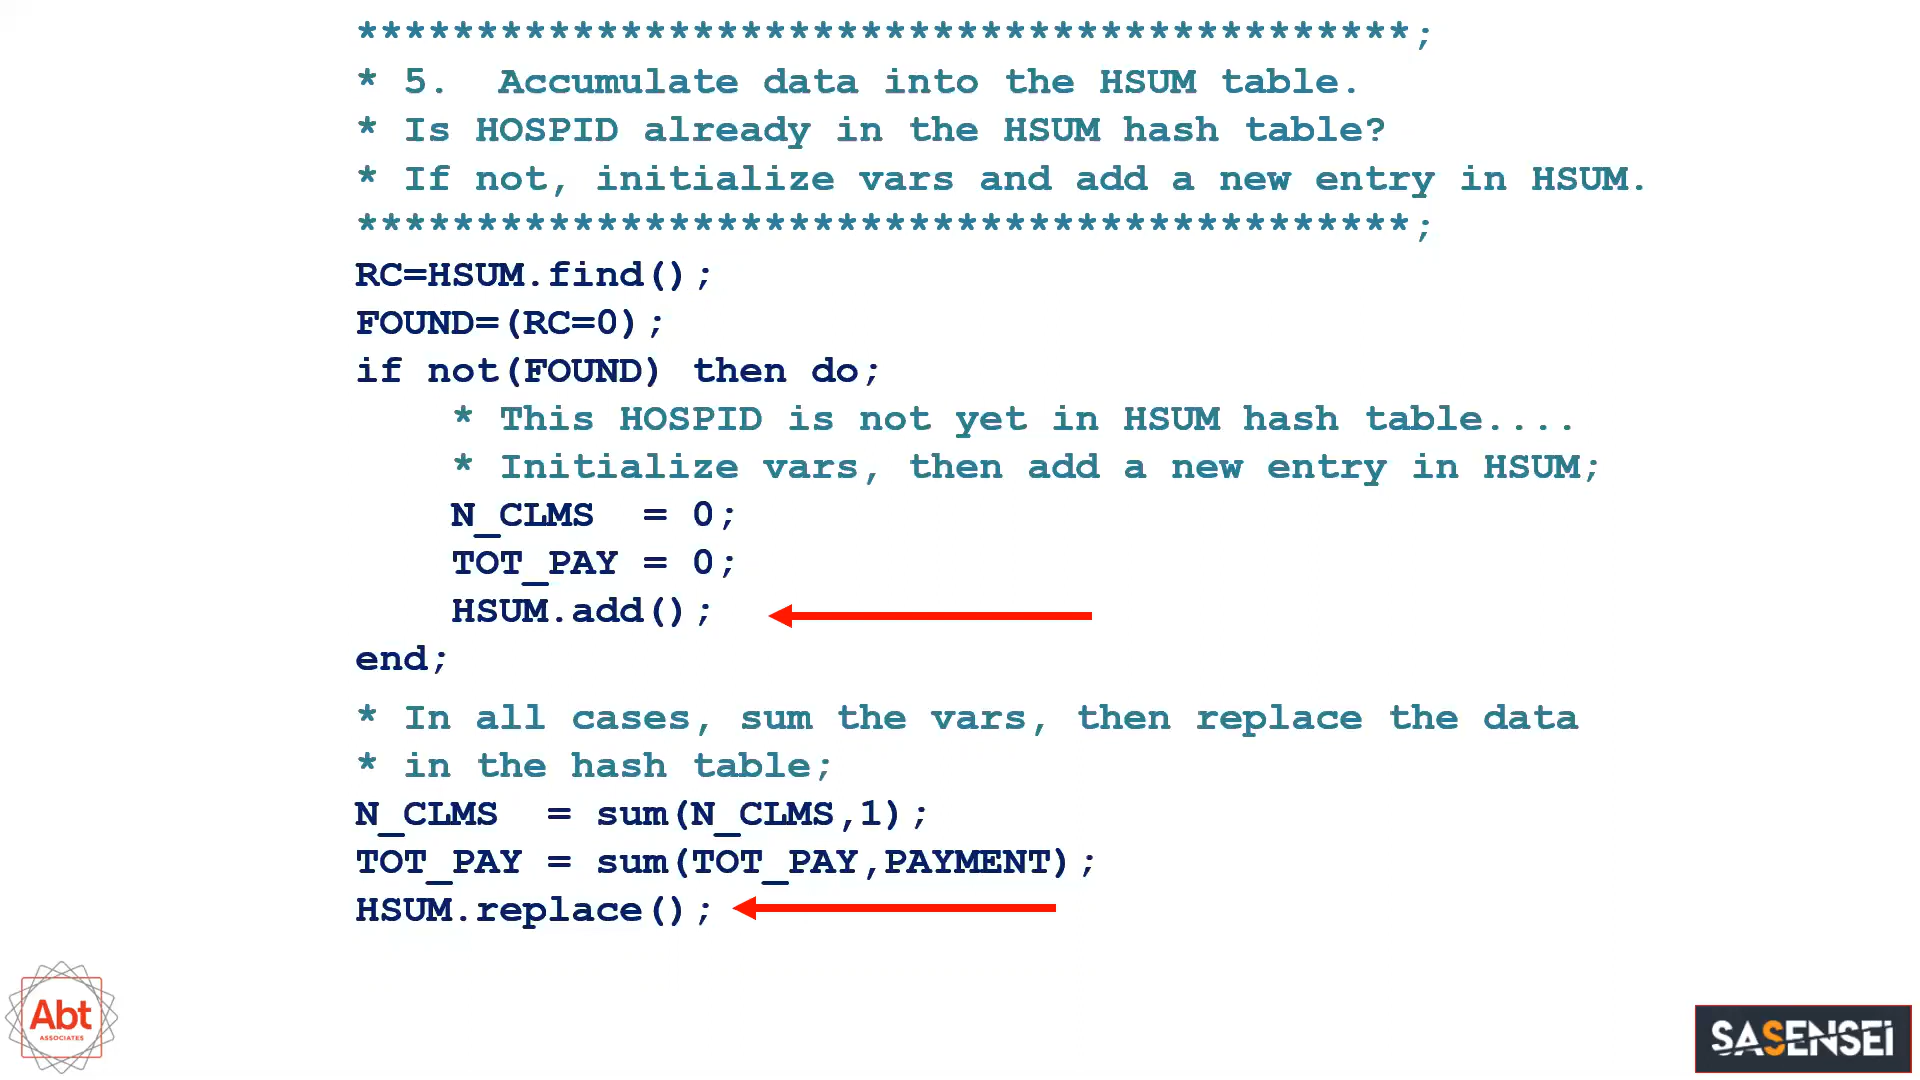 ********************************************;
* 5.  Accumulate data into the HSUM table.
* Is HOSPID already in the HSUM hash table?
* If not, initialize vars and add a new entry in HSUM.
********************************************;
RC=HSUM.find();
FOUND=(RC=0);
if not(FOUND) then do;
    * This HOSPID is not yet in HSUM hash table....
    * Initialize vars, then add a new entry in HSUM;
    N_CLMS  = 0;
    TOT_PAY = 0;
    HSUM.add();
end;
* In all cases, sum the vars, then replace the data
* in the hash table;
N_CLMS  = sum(N_CLMS,1);
TOT_PAY = sum(TOT_PAY,PAYMENT);
HSUM.replace();
Abt
ASSOCIATES
SASENSEI